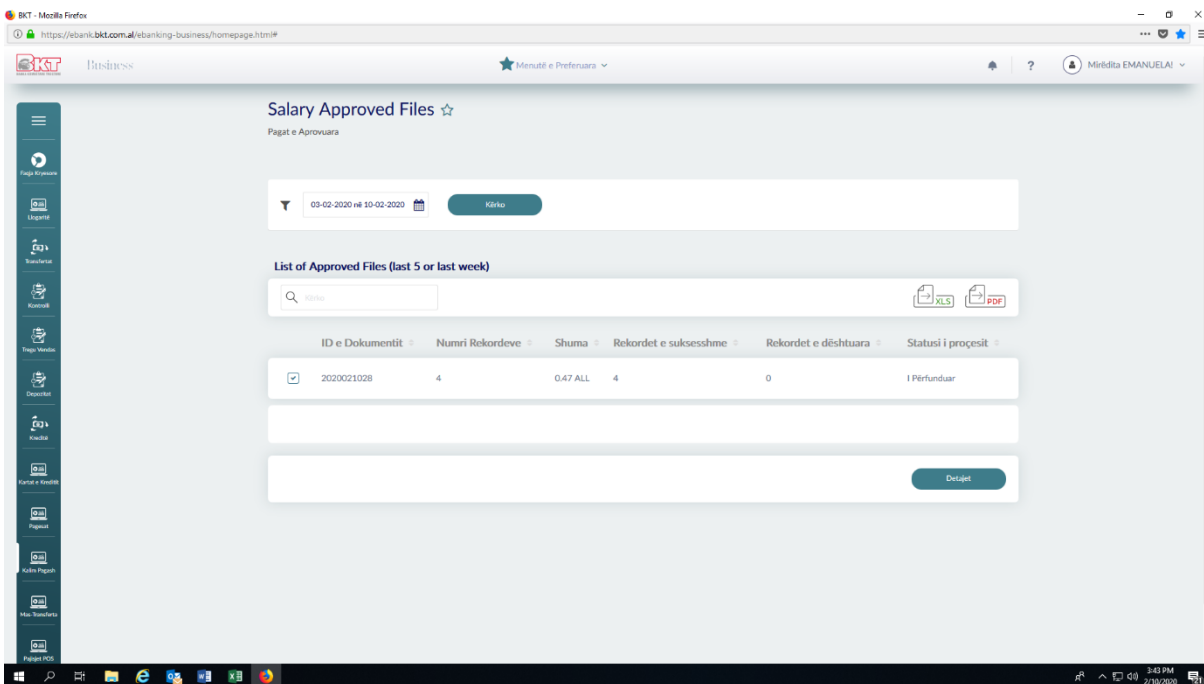 BKT - Mozilla Firefox
https://ebank.bkt.com.al/ebanking-business/homepage.html#
BKT Business Menutë e Preferuara ? Mirëdita EMANUELA!
Salary Approved Files
Pagat e Aprovuara
Faqja Kryesore
Llogaritë
Transfertat
Kontrolli
Tregu Vendas
Depozitat
Kreditë
Kartat e Kreditit
Pagesat
Kalim Pagash
Mas-Transferta
Pajisjet POS
03-02-2020 në 10-02-2020 Kërko
List of Approved Files (last 5 or last week)
Kërko XLS PDF
ID e Dokumentit Numri Rekordeve Shuma Rekordet e suksesshme Rekordet e dështuara Statusi i proçesit
2020021028 4 0.47 ALL 4 0 I Përfunduar
Detajet
3:43 PM
2/10/2020